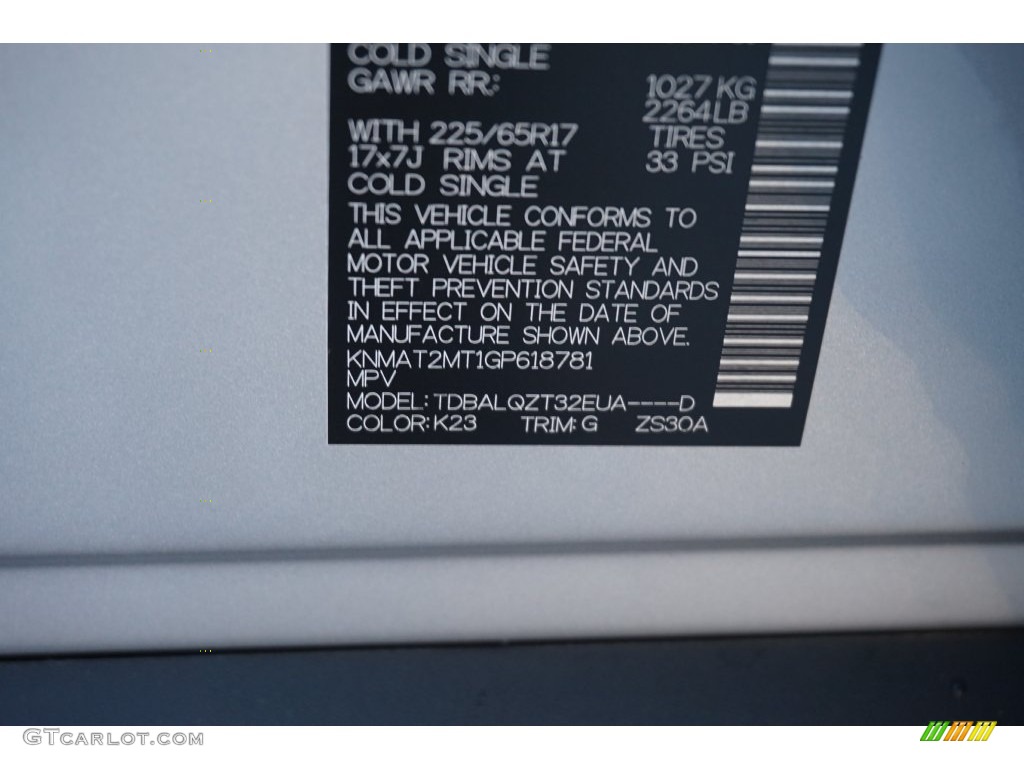 COLD SINGLE
GAWR RR: 1027 KG
2264LB
WITH 225/65R17 TIRES
17x7J RIMS AT 33 PSI
COLD SINGLE
THIS VEHICLE CONFORMS TO
ALL APPLICABLE FEDERAL
MOTOR VEHICLE SAFETY AND
THEFT PREVENTION STANDARDS
IN EFFECT ON THE DATE OF
MANUFACTURE SHOWN ABOVE.
KNMAT2MT1GP618781
MPV
MODEL:TDBALQZT32EUA----D
COLOR:K23 TRIM:G ZS30A
GTCARLOT.COM